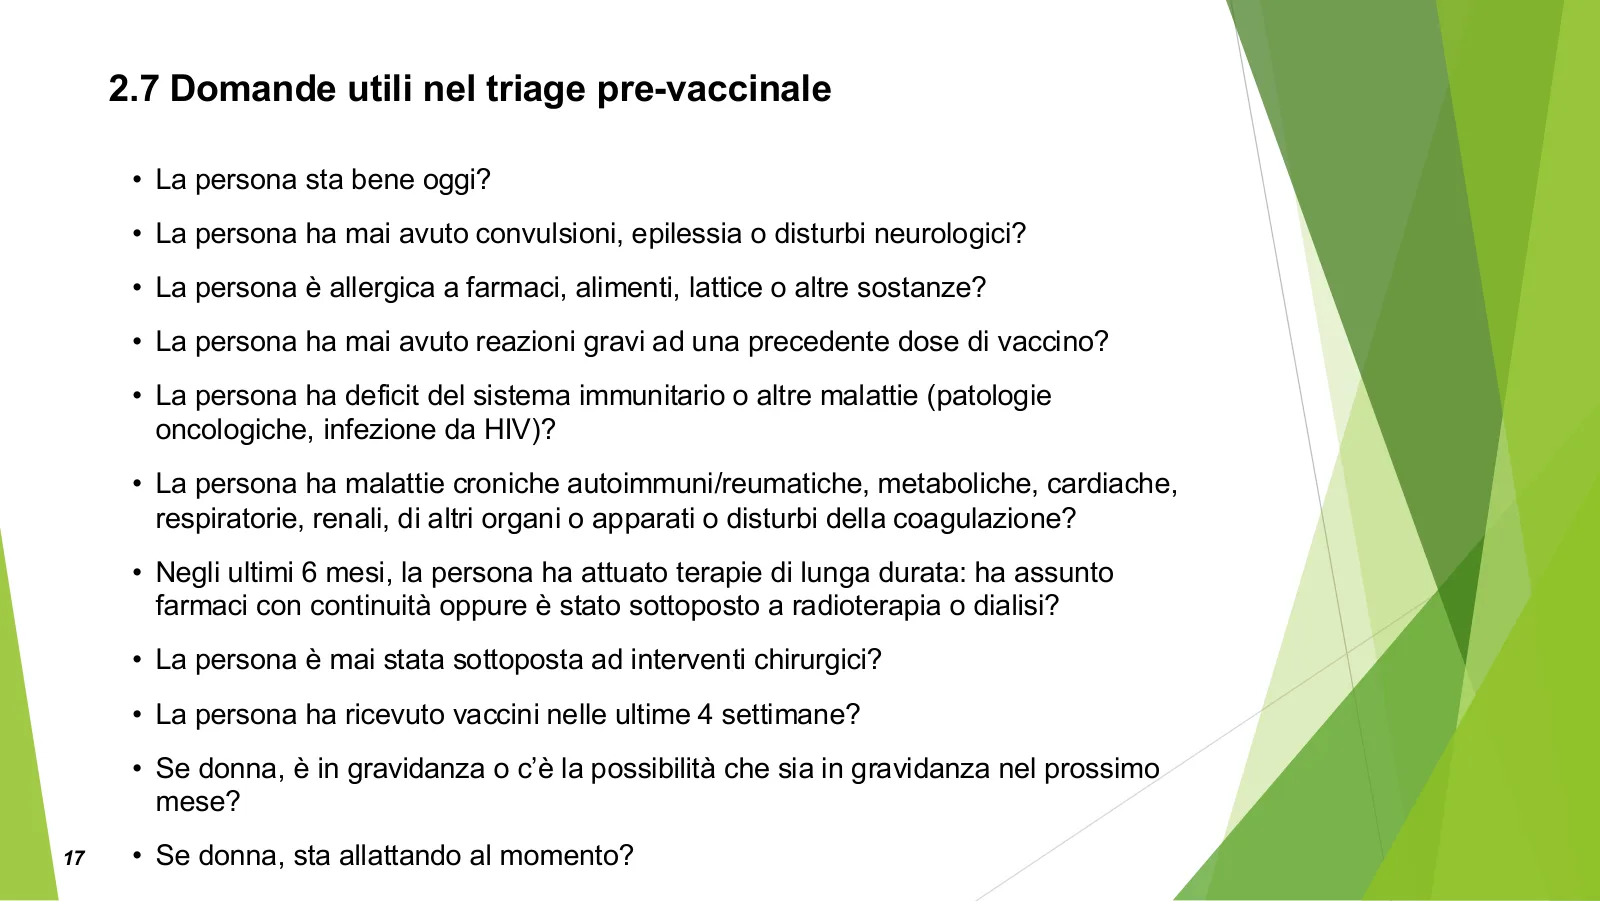 2.7 Domande utili nel triage pre-vaccinale
• La persona sta bene oggi?
• La persona ha mai avuto convulsioni, epilessia o disturbi neurologici?
• La persona è allergica a farmaci, alimenti, lattice o altre sostanze?
• La persona ha mai avuto reazioni gravi ad una precedente dose di vaccino?
• La persona ha deficit del sistema immunitario o altre malattie (patologie
oncologiche, infezione da HIV)?
• La persona ha malattie croniche autoimmuni/reumatiche, metaboliche, cardiache,
respiratorie, renali, di altri organi o apparati o disturbi della coagulazione?
• Negli ultimi 6 mesi, la persona ha attuato terapie di lunga durata: ha assunto
farmaci con continuità oppure è stato sottoposto a radioterapia o dialisi?
• La persona è mai stata sottoposta ad interventi chirurgici?
• La persona ha ricevuto vaccini nelle ultime 4 settimane?
• Se donna, è in gravidanza o c’è la possibilità che sia in gravidanza nel prossimo
mese?
• Se donna, sta allattando al momento?
17